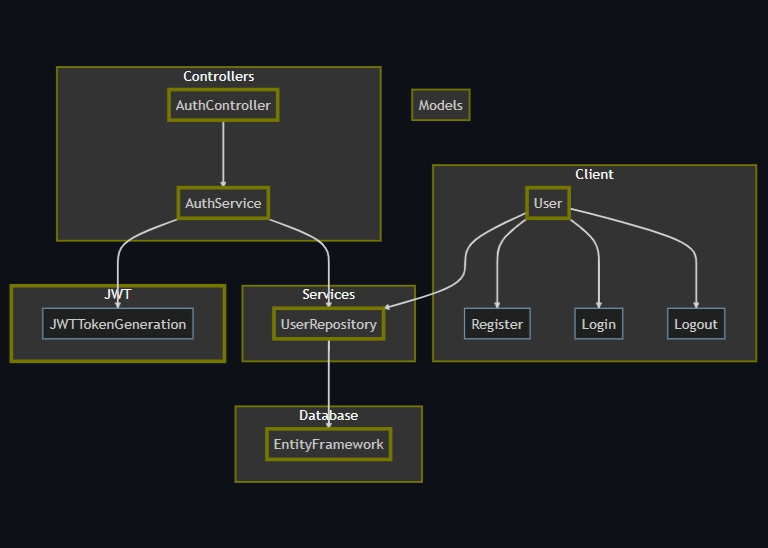 Controllers
AuthController
Models
Client
AuthService
User
JWT
Services
JWTTokenGeneration
UserRepository
Register
Login
Logout
Database
EntityFramework